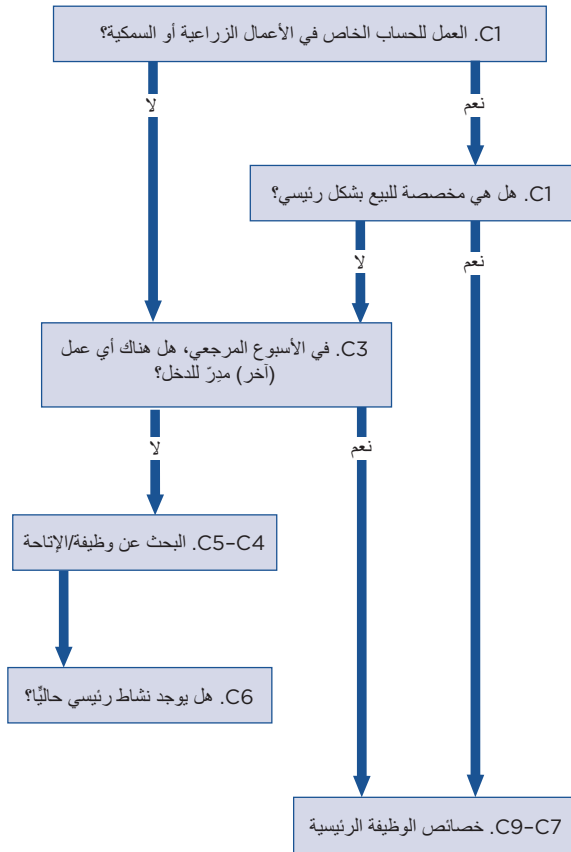 C1. العمل للحساب الخاص في الأعمال الزراعية أو السمكية؟
نعم
لا
C1. هل هي مخصصة للبيع بشكل رئيسي؟
نعم
لا
C3. في الأسبوع المرجعي، هل هناك أي عمل
(آخر) مدِرّ للدخل؟
نعم
لا
C5–C4. البحث عن وظيفة/الإتاحة
C6. هل يوجد نشاط رئيسي حاليًّا؟
C9–C7. خصائص الوظيفة الرئيسية